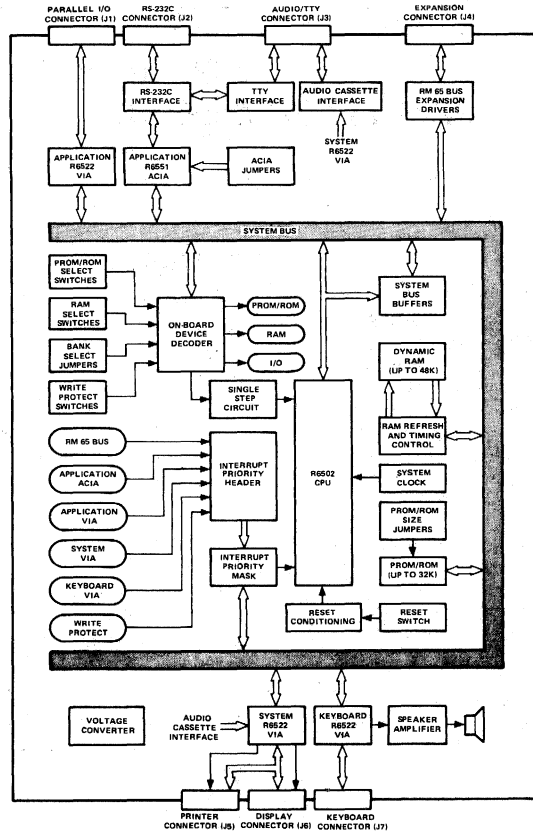 PARALLEL I/O
CONNECTOR (J1)
RS-232C
CONNECTOR (J2)
AUDIO/TTY
CONNECTOR (J3)
EXPANSION
CONNECTOR (J4)
RS-232C
INTERFACE
TTY
INTERFACE
AUDIO CASSETTE
INTERFACE
RM 65 BUS
EXPANSION
DRIVERS
SYSTEM
R6522
VIA
APPLICATION
R6522
VIA
APPLICATION
R6551
ACIA
ACIA
JUMPERS
SYSTEM BUS
PROM/ROM
SELECT
SWITCHES
RAM
SELECT
SWITCHES
BANK
SELECT
JUMPERS
WRITE
PROTECT
SWITCHES
ON-BOARD
DEVICE
DECODER
PROM/ROM
RAM
I/O
SINGLE
STEP
CIRCUIT
SYSTEM
BUS
BUFFERS
DYNAMIC
RAM
(UP TO 48K)
RAM REFRESH
AND TIMING
CONTROL
RM 65 BUS
APPLICATION
ACIA
APPLICATION
VIA
SYSTEM
VIA
KEYBOARD
VIA
WRITE
PROTECT
INTERRUPT
PRIORITY
HEADER
INTERRUPT
PRIORITY
MASK
R6502
CPU
SYSTEM
CLOCK
PROM/ROM
SIZE
JUMPERS
PROM/ROM
(UP TO 32K)
RESET
CONDITIONING
RESET
SWITCH
VOLTAGE
CONVERTER
AUDIO
CASSETTE
INTERFACE
SYSTEM
R6522
VIA
KEYBOARD
R6522
VIA
SPEAKER
AMPLIFIER
PRINTER
CONNECTOR (J5)
DISPLAY
CONNECTOR (J6)
KEYBOARD
CONNECTOR (J7)